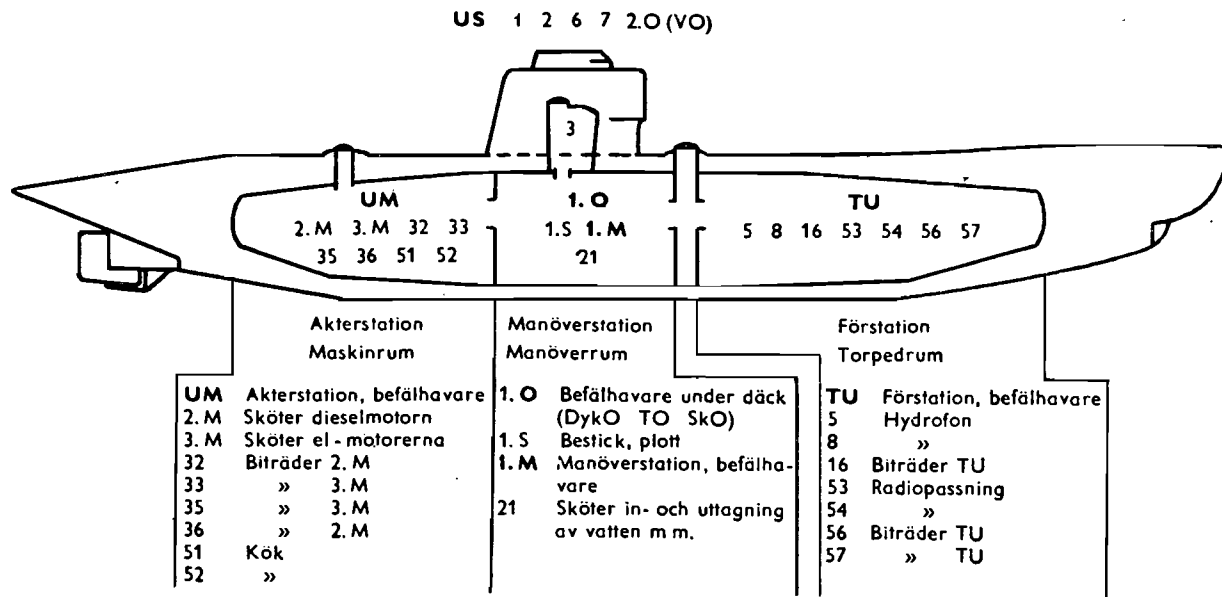 US 1 2 6 7 2.O (VO)
3
UM
2. M 3. M 32 33
35 36 51 52
1. O
1.S 1. M
21
TU
5 8 16 53 54 56 57
Akterstation
Maskinrum
Manöverstation
Manöverrum
Förstation
Torpedrum
UM Akterstation, befälhavare
2. M Sköter dieselmotorn
3. M Sköter el-motorerna
32 Biträder 2. M
33 » 3. M
35 » 3. M
36 » 2. M
51 Kök
52 »
1. O Befälhavare under däck
(DykO TO SkO)
1. S Bestick, plott
1. M Manöverstation, befälha-
vare
21 Sköter in- och uttagning
av vatten m m.
TU Förstation, befälhavare
5 Hydrofon
8 »
16 Biträder TU
53 Radiopassning
54 »
56 Biträder TU
57 » TU